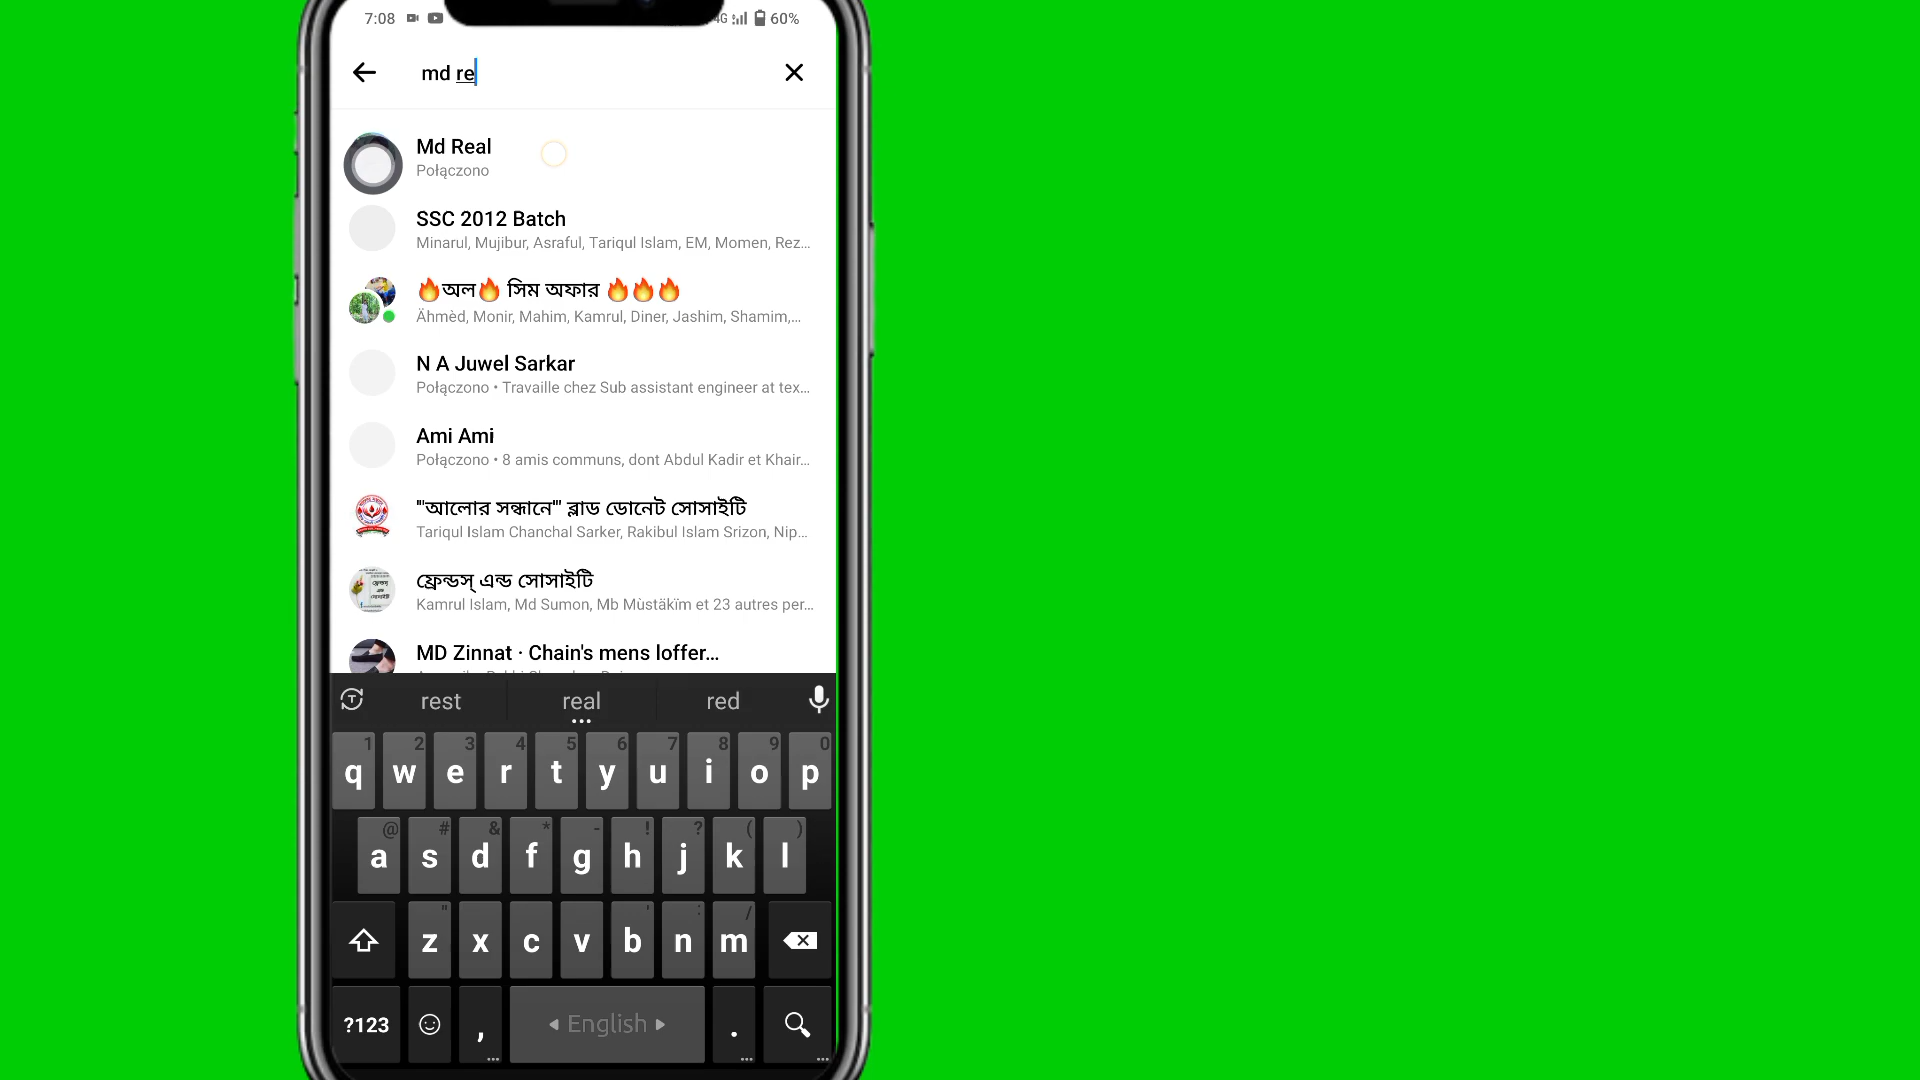 7:08 4G 60%
md re
Md Real
Połączono
SSC 2012 Batch
Minarul, Mujibur, Asraful, Tariqul Islam, EM, Momen, Rez...
🔥অল🔥 সিম অফার 🔥🔥🔥
Ähmèd, Monir, Mahim, Kamrul, Diner, Jashim, Shamim,...
N A Juwel Sarkar
Połączono • Travaille chez Sub assistant engineer at tex...
Ami Ami
Połączono • 8 amis communs, dont Abdul Kadir et Khair...
"'আলোর সন্ধানে'" ব্লাড ডোনেট সোসাইটি
Tariqul Islam Chanchal Sarker, Rakibul Islam Srizon, Nip...
ফ্রেন্ডস্ এন্ড সোসাইটি
Kamrul Islam, Md Sumon, Mb Mùstäkïm et 23 autres per...
MD Zinnat · Chain's mens loffer...
rest real red
1 2 3 4 5 6 7 8 9 0
q w e r t y u i o p
@ # & * - ! ? ( )
a s d f g h j k l
" ' : /
z x c v b n m
?123 , English .